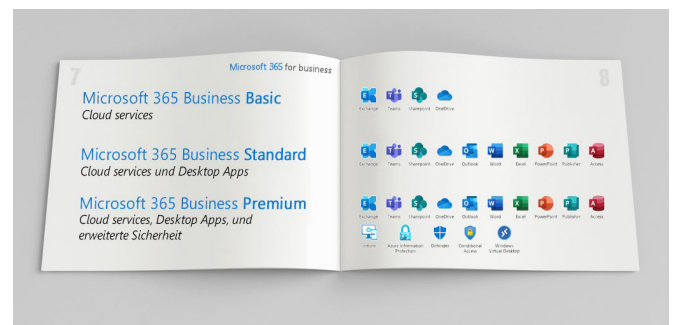 7
Microsoft 365 for business
Microsoft 365 Business Basic
Cloud services
Microsoft 365 Business Standard
Cloud services und Desktop Apps
Microsoft 365 Business Premium
Cloud services, Desktop Apps, und
erweiterte Sicherheit
8
Exchange Teams Sharepoint OneDrive
Exchange Teams Sharepoint OneDrive Outlook Word Excel PowerPoint Publisher Access
Exchange Teams Sharepoint OneDrive Outlook Word Excel PowerPoint Publisher Access
Intune Azure Information Defender Conditional Windows
Protection Access Virtual Desktop